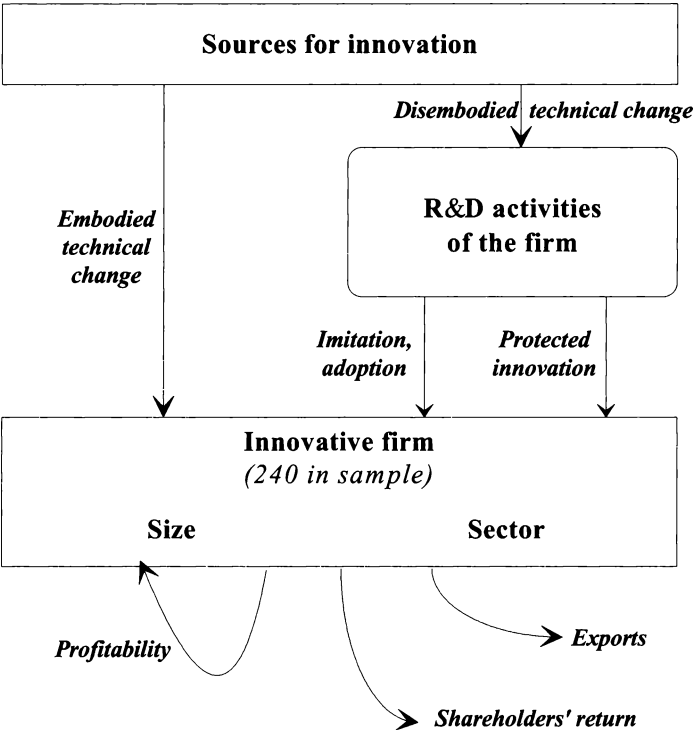 Sources for innovation
Disembodied technical change
R&D activities
of the firm
Embodied
technical
change
Imitation,
adoption
Protected
innovation
Innovative firm
(240 in sample)
Size
Sector
Profitability
Exports
Shareholders' return